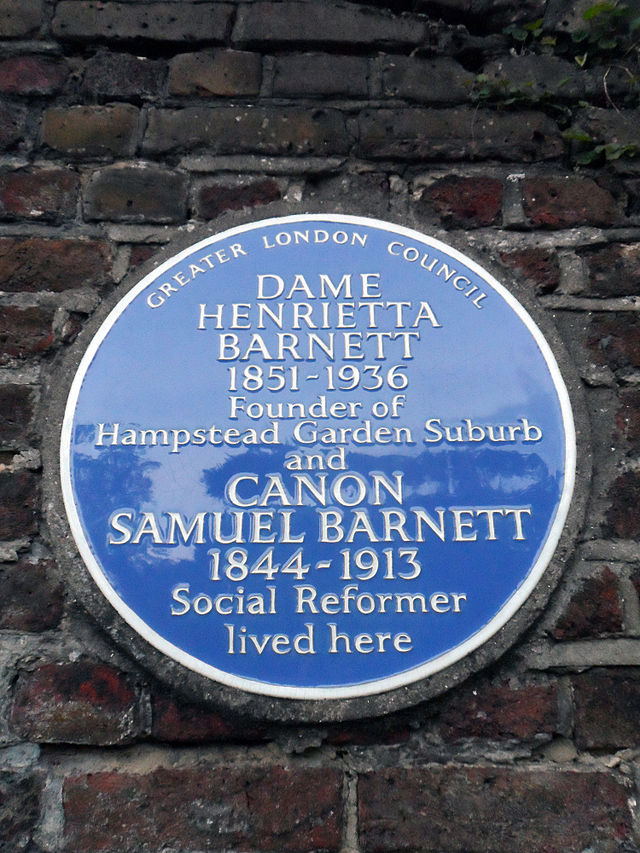 GREATER LONDON COUNCIL
DAME
HENRIETTA
BARNETT
1851-1936
Founder of
Hampstead Garden Suburb
and
CANON
SAMUEL BARNETT
1844-1913
Social Reformer
lived here